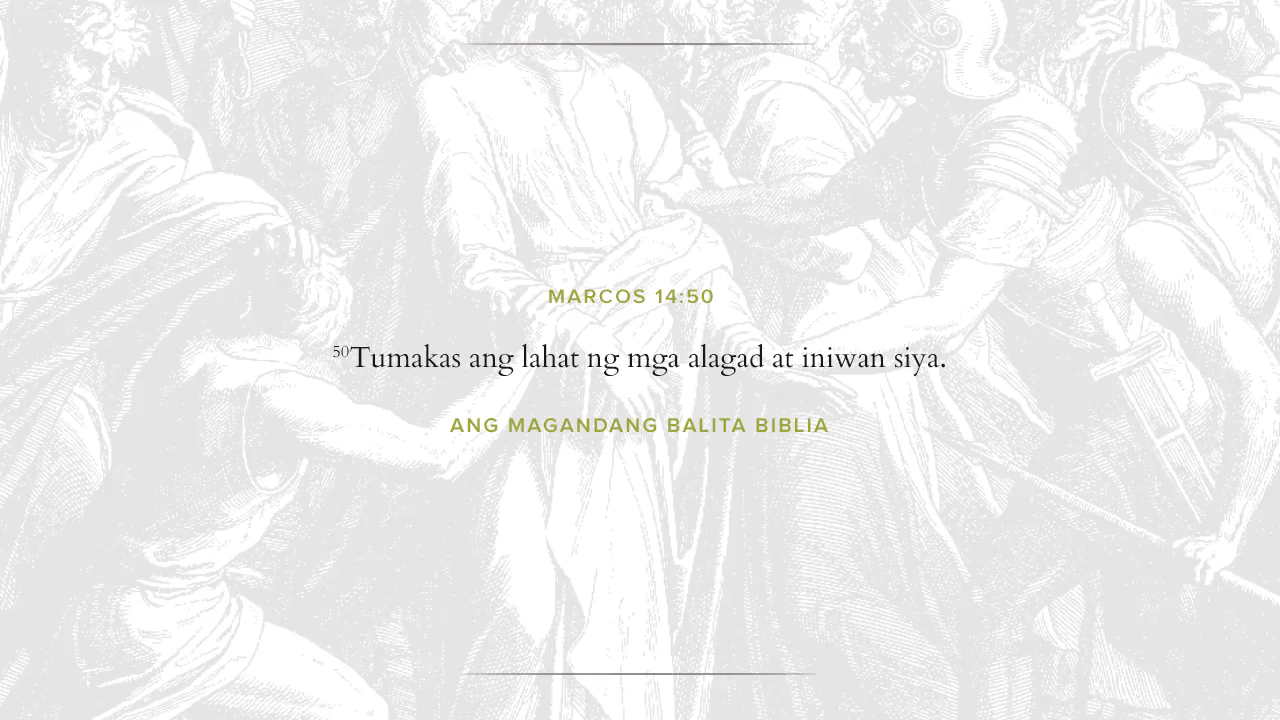 MARCOS 14:50
50Tumakas ang lahat ng mga alagad at iniwan siya.
ANG MAGANDANG BALITA BIBLIA